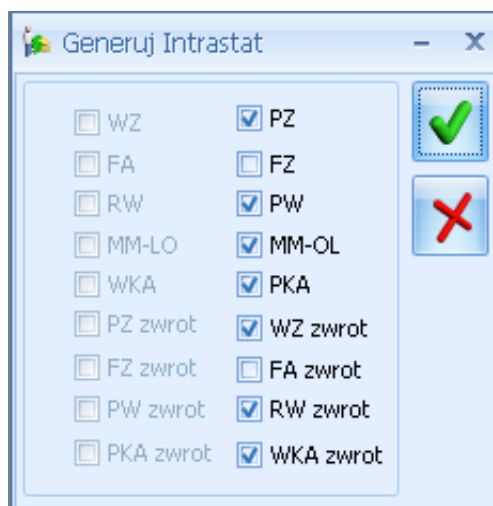 Generuj Intrastat
WZ PZ
FA FZ
RW PW
MM-LO MM-OL
WKA PKA
PZ zwrot WZ zwrot
FZ zwrot FA zwrot
PW zwrot RW zwrot
PKA zwrot WKA zwrot